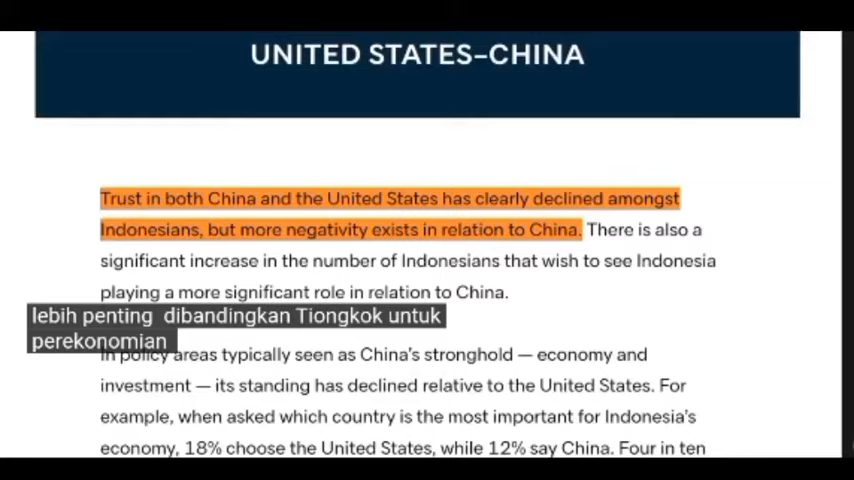 UNITED STATES–CHINA
Trust in both China and the United States has clearly declined amongst
Indonesians, but more negativity exists in relation to China. There is also a
significant increase in the number of Indonesians that wish to see Indonesia
playing a more significant role in relation to China.
lebih penting dibandingkan Tiongkok untuk
perekonomian
In policy areas typically seen as China's stronghold — economy and
investment — its standing has declined relative to the United States. For
example, when asked which country is the most important for Indonesia's
economy, 18% choose the United States, while 12% say China. Four in ten